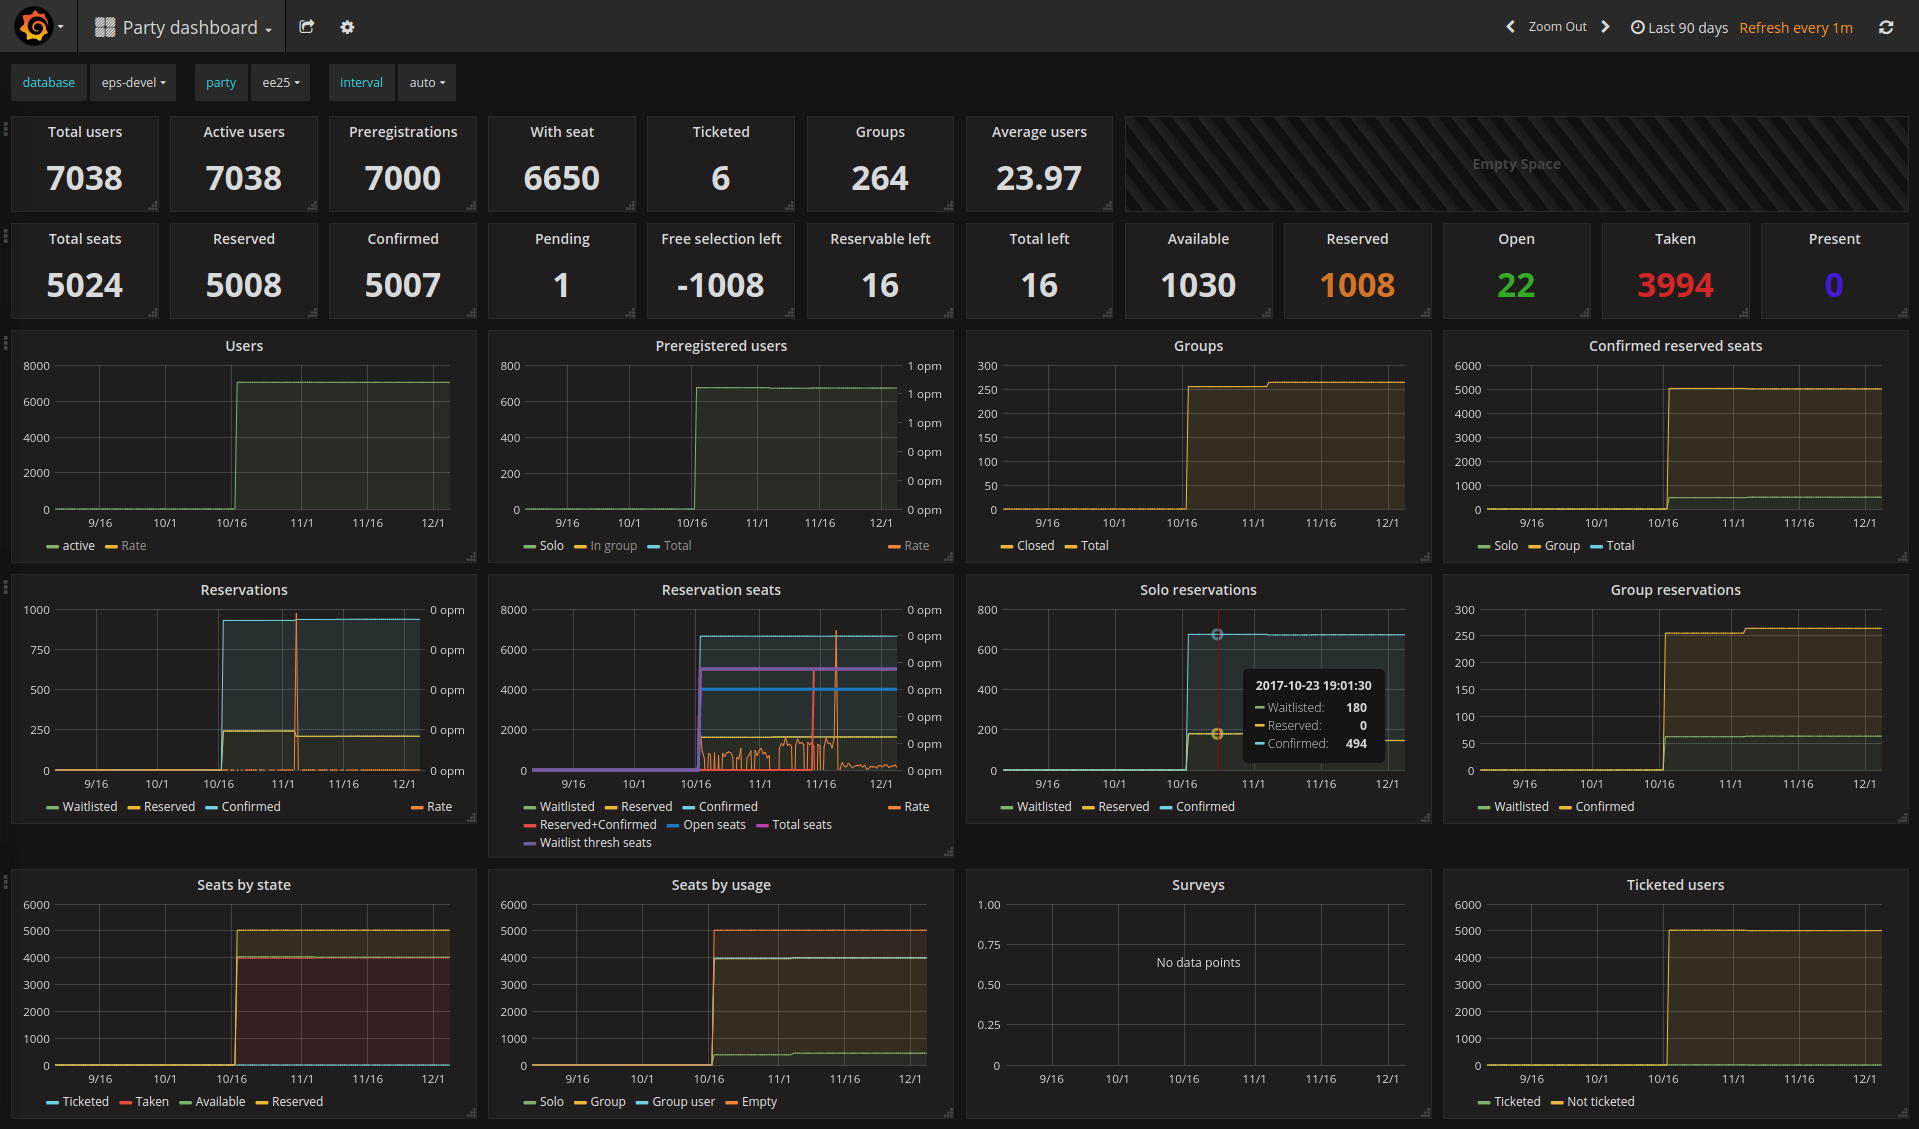 Party dashboard
Zoom Out
Last 90 days Refresh every 1m
database eps-devel party ee25 interval auto
Total users Active users Preregistrations With seat Ticketed Groups Average users
7038 7038 7000 6650 6 264 23.97
Empty Space
Total seats Reserved Confirmed Pending Free selection left Reservable left Total left Available Reserved Open Taken Present
5024 5008 5007 1 -1008 16 16 1030 1008 22 3994 0
Users
8000
6000
4000
2000
0
9/16 10/1 10/16 11/1 11/16 12/1
active Rate
Preregistered users
800 1 opm
1 opm
600
1 opm
400
0 opm
200 0 opm
0 0 opm
9/16 10/1 10/16 11/1 11/16 12/1
Solo In group Total Rate
Groups
300
250
200
150
100
50
0
9/16 10/1 10/16 11/1 11/16 12/1
Closed Total
Confirmed reserved seats
6000
5000
4000
3000
2000
1000
0
9/16 10/1 10/16 11/1 11/16 12/1
Solo Group Total
Reservations
1000 0 opm
750 0 opm
500 0 opm
250 0 opm
0 0 opm
9/16 10/1 10/16 11/1 11/16 12/1
Waitlisted Reserved Confirmed Rate
Reservation seats
8000 0 opm
0 opm
6000
0 opm
4000 0 opm
0 opm
2000
0 opm
0 0 opm
9/16 10/1 10/16 11/1 11/16 12/1
Waitlisted Reserved Confirmed Rate
Reserved+Confirmed Open seats Total seats
Waitlist thresh seats
Solo reservations
800
600
400
200
0
9/16 10/1 10/16 11/1 11/16 12/1
2017-10-23 19:01:30
Waitlisted: 180
Reserved: 0
Confirmed: 494
Waitlisted Reserved Confirmed
Group reservations
300
250
200
150
100
50
0
9/16 10/1 10/16 11/1 11/16 12/1
Waitlisted Confirmed
Seats by state
6000
5000
4000
3000
2000
1000
0
9/16 10/1 10/16 11/1 11/16 12/1
Ticketed Taken Available Reserved
Seats by usage
6000
5000
4000
3000
2000
1000
0
9/16 10/1 10/16 11/1 11/16 12/1
Solo Group Group user Empty
Surveys
1.00
0.75
No data points
0.50
0.25
0
9/16 10/1 10/16 11/1 11/16 12/1
Ticketed users
6000
5000
4000
3000
2000
1000
0
9/16 10/1 10/16 11/1 11/16 12/1
Ticketed Not ticketed